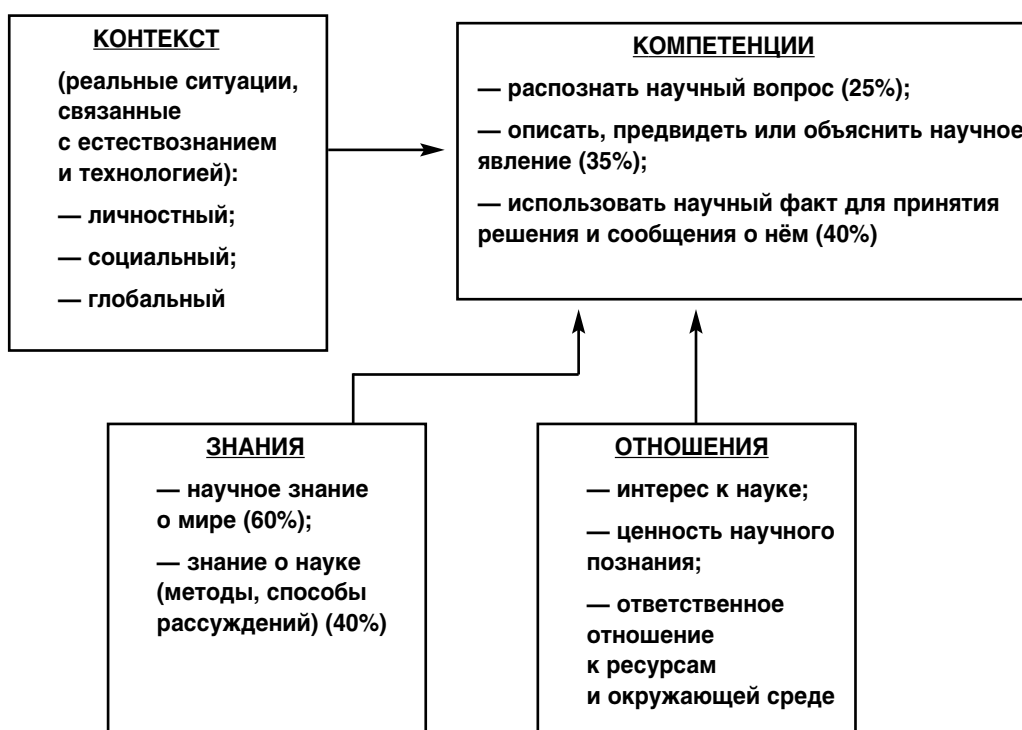 КОНТЕКСТ
(реальные ситуации,
связанные
с естествознанием
и технологией):
— личностный;
— социальный;
— глобальный
КОМПЕТЕНЦИИ
— распознать научный вопрос (25%);
— описать, предвидеть или объяснить научное
явление (35%);
— использовать научный факт для принятия
решения и сообщения о нём (40%)
ЗНАНИЯ
— научное знание
о мире (60%);
— знание о науке
(методы, способы
рассуждений) (40%)
ОТНОШЕНИЯ
— интерес к науке;
— ценность научного
познания;
— ответственное
отношение
к ресурсам
и окружающей среде